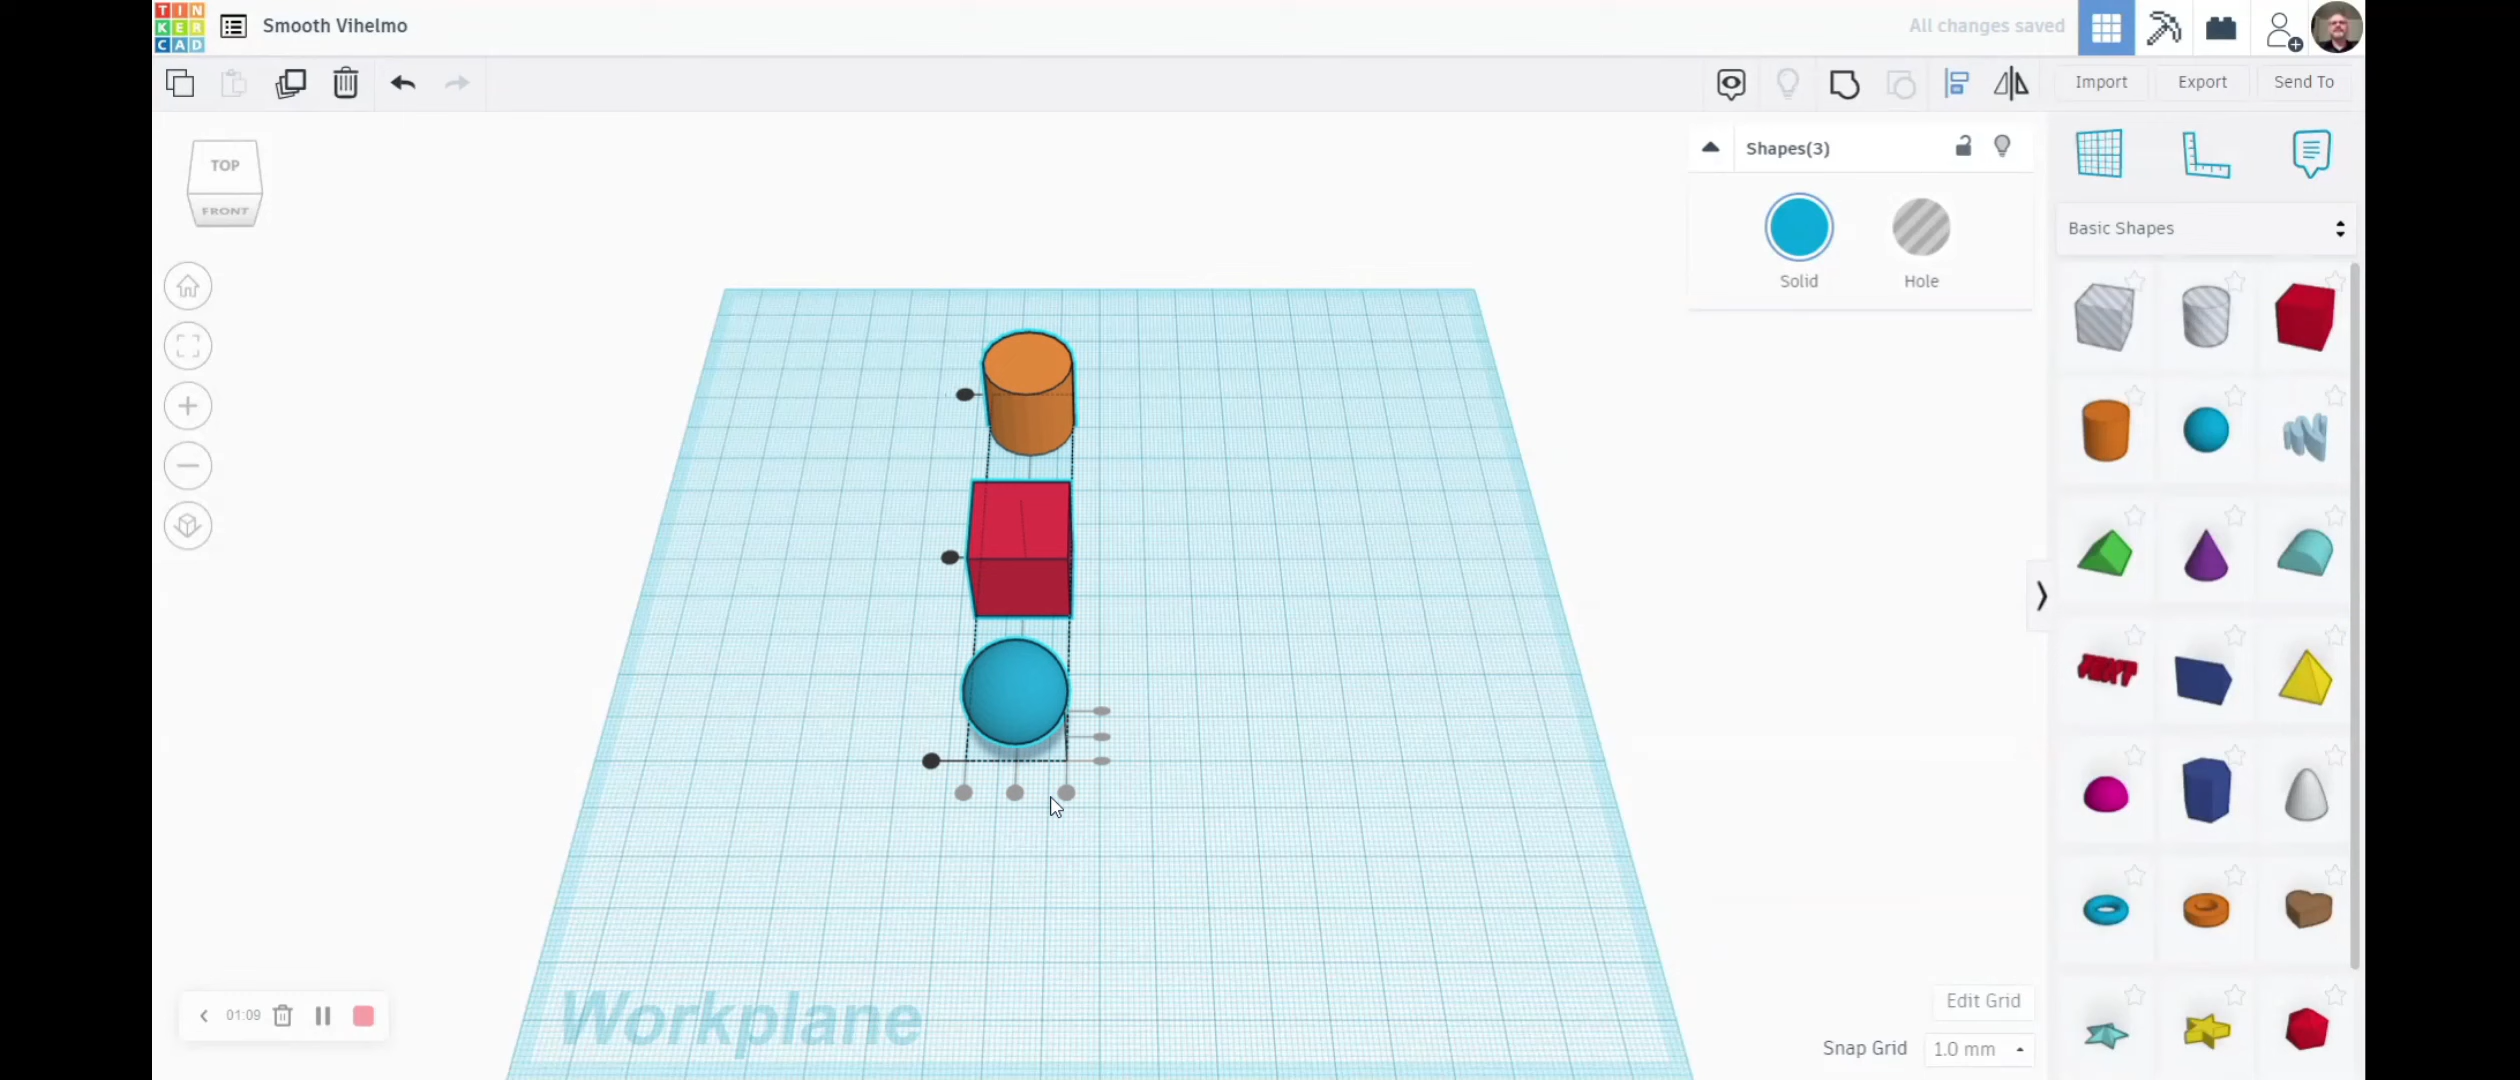 TIN
KER
CAD
Smooth Vihelmo
All changes saved
Import
Export
Send To
TOP
FRONT
Shapes(3)
Solid
Hole
Basic Shapes
TEXT
Workplane
01:09
Edit Grid
Snap Grid
1.0 mm